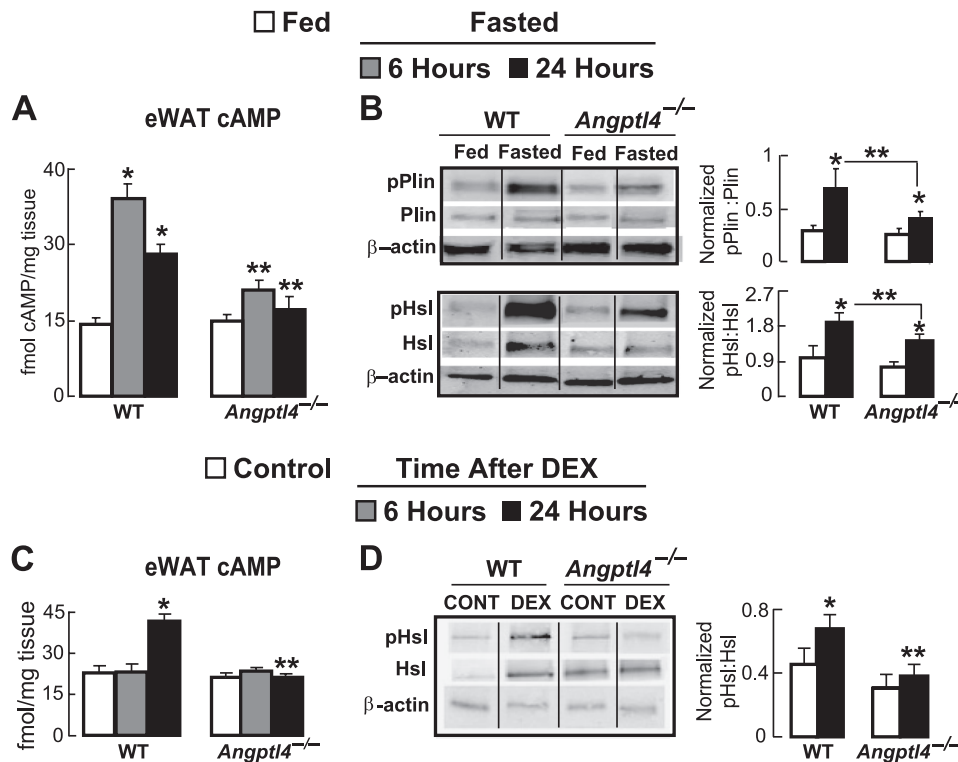 Fed
Fasted
6 Hours 24 Hours
A
eWAT cAMP
fmol cAMP/mg tissue
40
30
15
0
*
*
**
**
WT
Angptl4−/−
B
WT Angptl4−/−
Fed Fasted Fed Fasted
pPlin
Plin
β-actin
pHsl
Hsl
β-actin
Normalized
pPlin :Plin
1
0.5
0
*
**
*
Normalized
pHsl:Hsl
2.7
1.8
0.9
0
*
**
*
WT
Angptl4−/−
Control
Time After DEX
6 Hours 24 Hours
C
eWAT cAMP
fmol/mg tissue
45
30
15
0
*
**
WT
Angptl4−/−
D
WT Angptl4−/−
CONT DEX CONT DEX
pHsl
Hsl
β-actin
Normalized
pHsl:Hsl
0.8
0.4
0
*
**
WT
Angptl4−/−